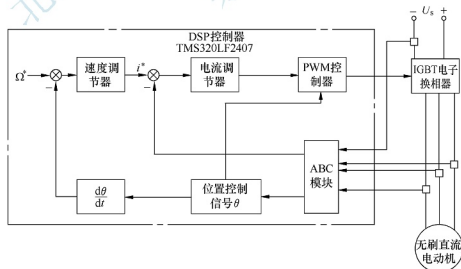 DSP控制器
TMS320LF2407
− Uₛ +
Ω*
−
速度调
节器
i*
−
电流调
节器
PWM控
制器
IGBT电子
换相器
dθ
dt
位置控制
信号θ
ABC
模块
无刷直流
电动机